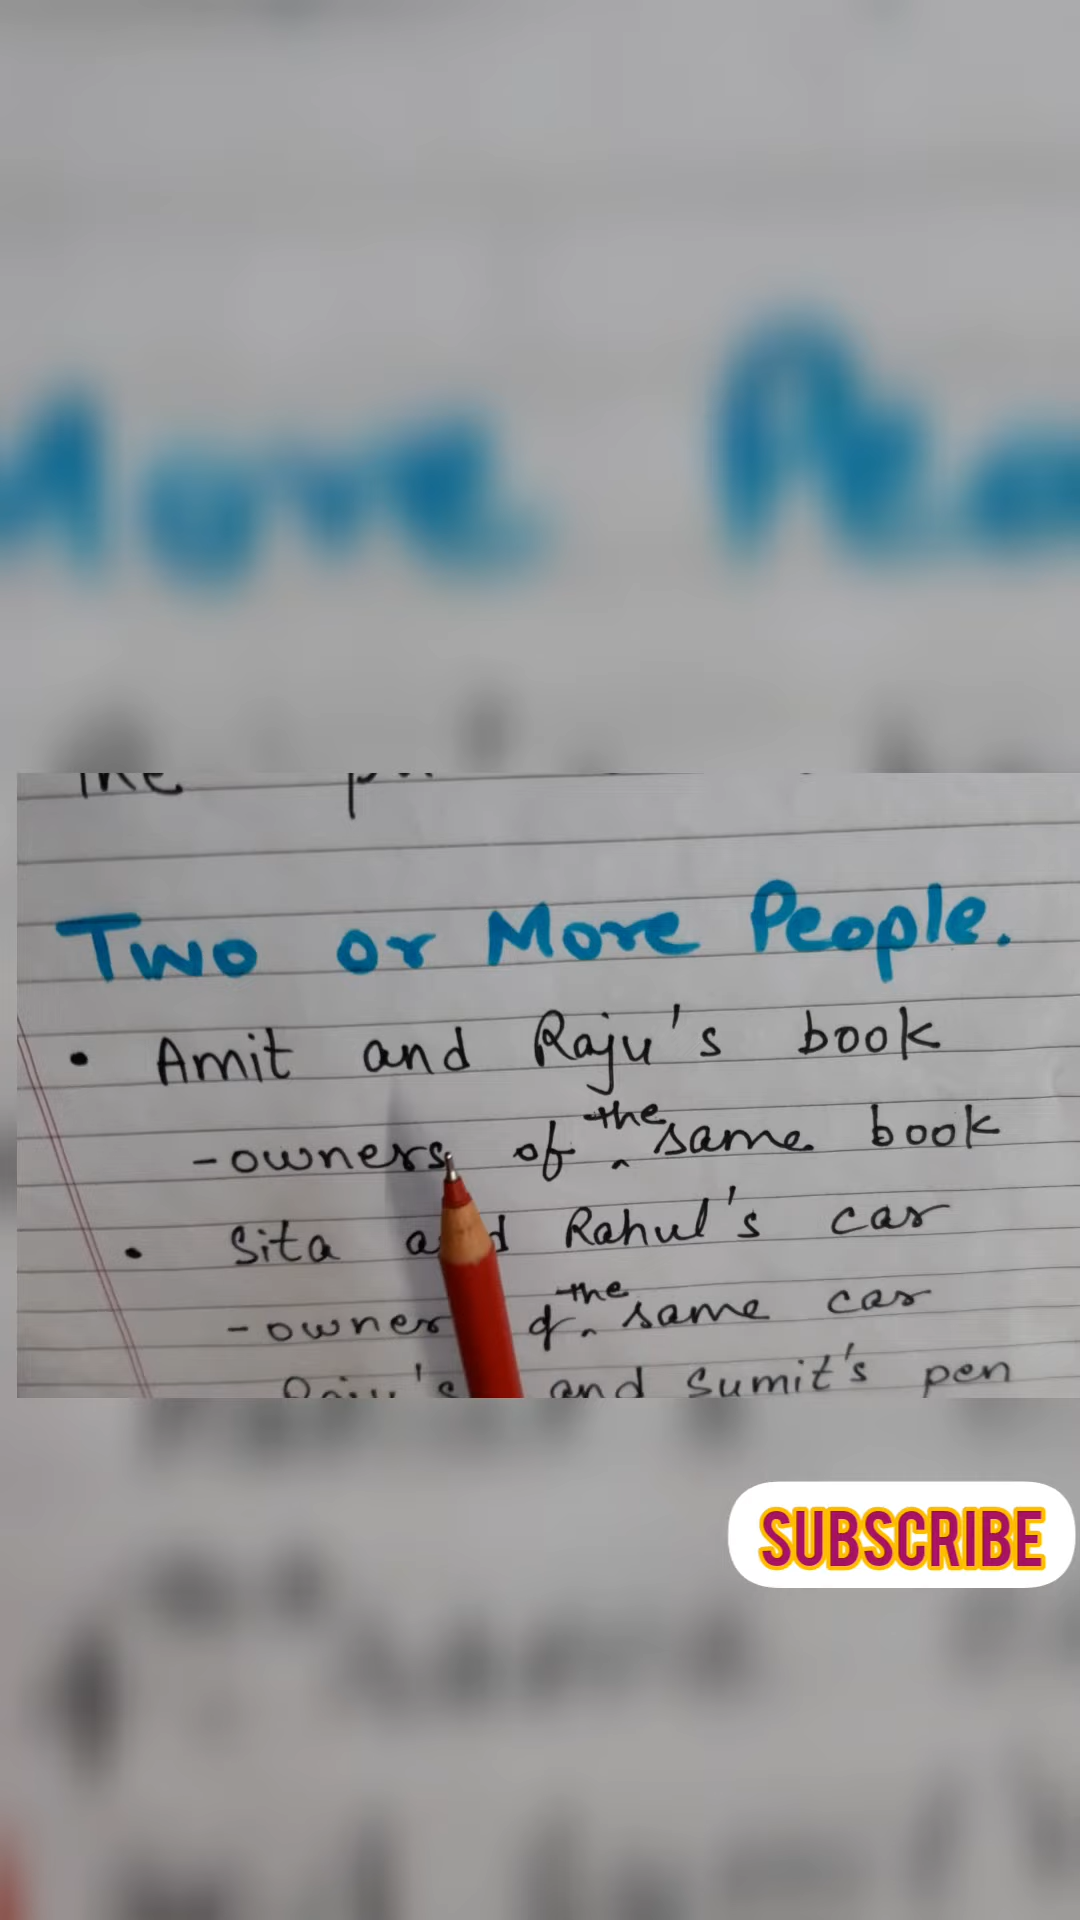 Two or More People.
• Amit and Raju's book
- owners of the same book
• Sita and Rahul's car
- owner of the same car
and Sumit's pen
SUBSCRIBE